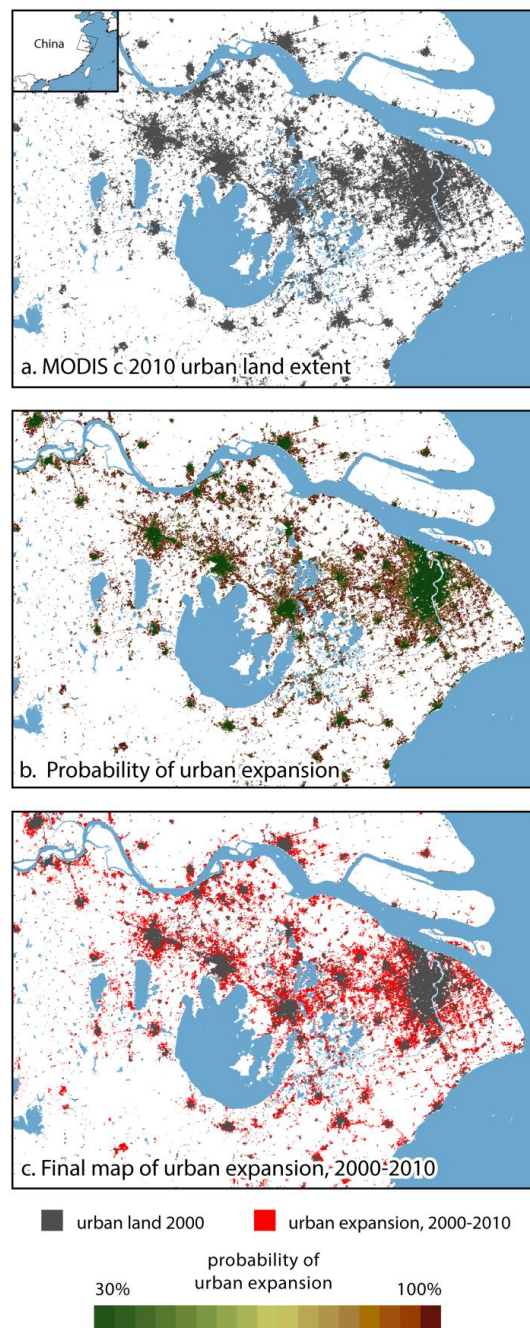 China
a. MODIS c 2010 urban land extent
b. Probability of urban expansion
c. Final map of urban expansion, 2000-2010
urban land 2000
urban expansion, 2000-2010
probability of
urban expansion
30%
100%